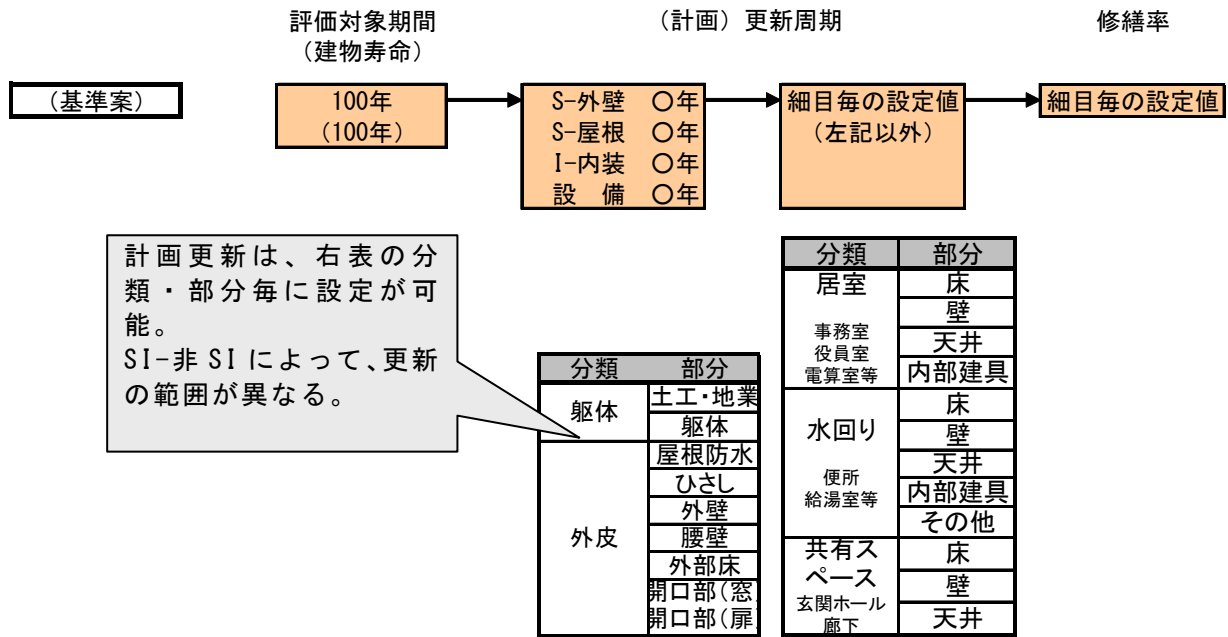 評価対象期間
（建物寿命）
（計画）更新周期
修繕率
（基準案）
100年
(100年)
S-外壁 〇年
S-屋根 〇年
I-内装 〇年
設 備 〇年
細目毎の設定値
（左記以外）
細目毎の設定値
計画更新は、右表の分
類・部分毎に設定が可
能。
SI-非SIによって、更新
の範囲が異なる。
分類 部分
躯体
土工・地業
躯体
外皮
屋根防水
ひさし
外壁
腰壁
外部床
開口部(窓
開口部(扉
分類 部分
居室
事務室
役員室
電算室等
床
壁
天井
内部建具
水回り
便所
給湯室等
床
壁
天井
内部建具
その他
共有ス
ペース
玄関ホール
廊下
床
壁
天井